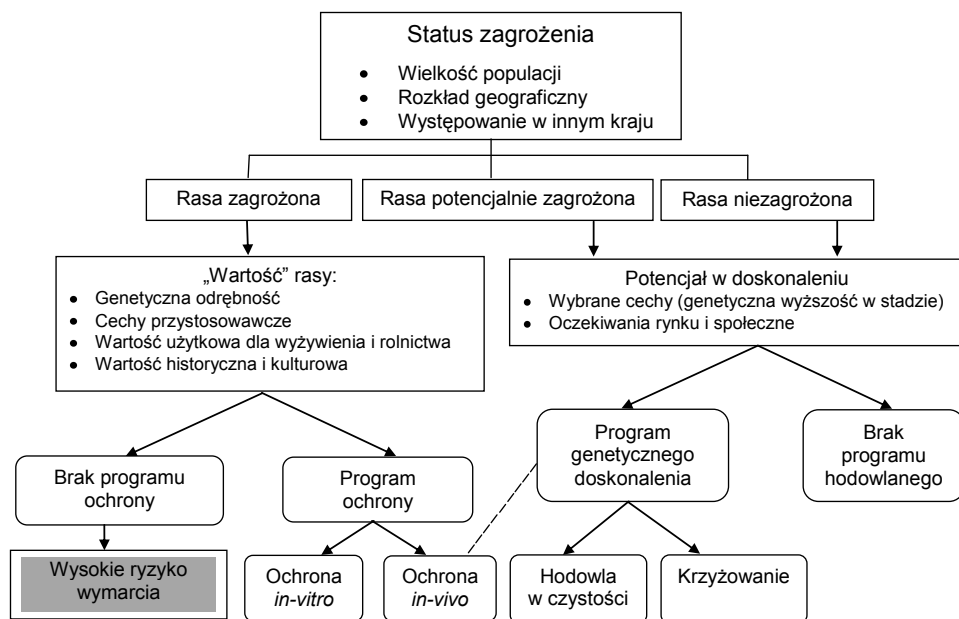 Status zagrożenia
• Wielkość populacji
• Rozkład geograficzny
• Występowanie w innym kraju
Rasa zagrożona
Rasa potencjalnie zagrożona
Rasa niezagrożona
„Wartość” rasy:
• Genetyczna odrębność
• Cechy przystosowawcze
• Wartość użytkowa dla wyżywienia i rolnictwa
• Wartość historyczna i kulturowa
Potencjał w doskonaleniu
• Wybrane cechy (genetyczna wyższość w stadzie)
• Oczekiwania rynku i społeczne
Brak programu
ochrony
Program
ochrony
Program
genetycznego
doskonalenia
Brak
programu
hodowlanego
Wysokie ryzyko
wymarcia
Ochrona
in-vitro
Ochrona
in-vivo
Hodowla
w czystości
Krzyżowanie